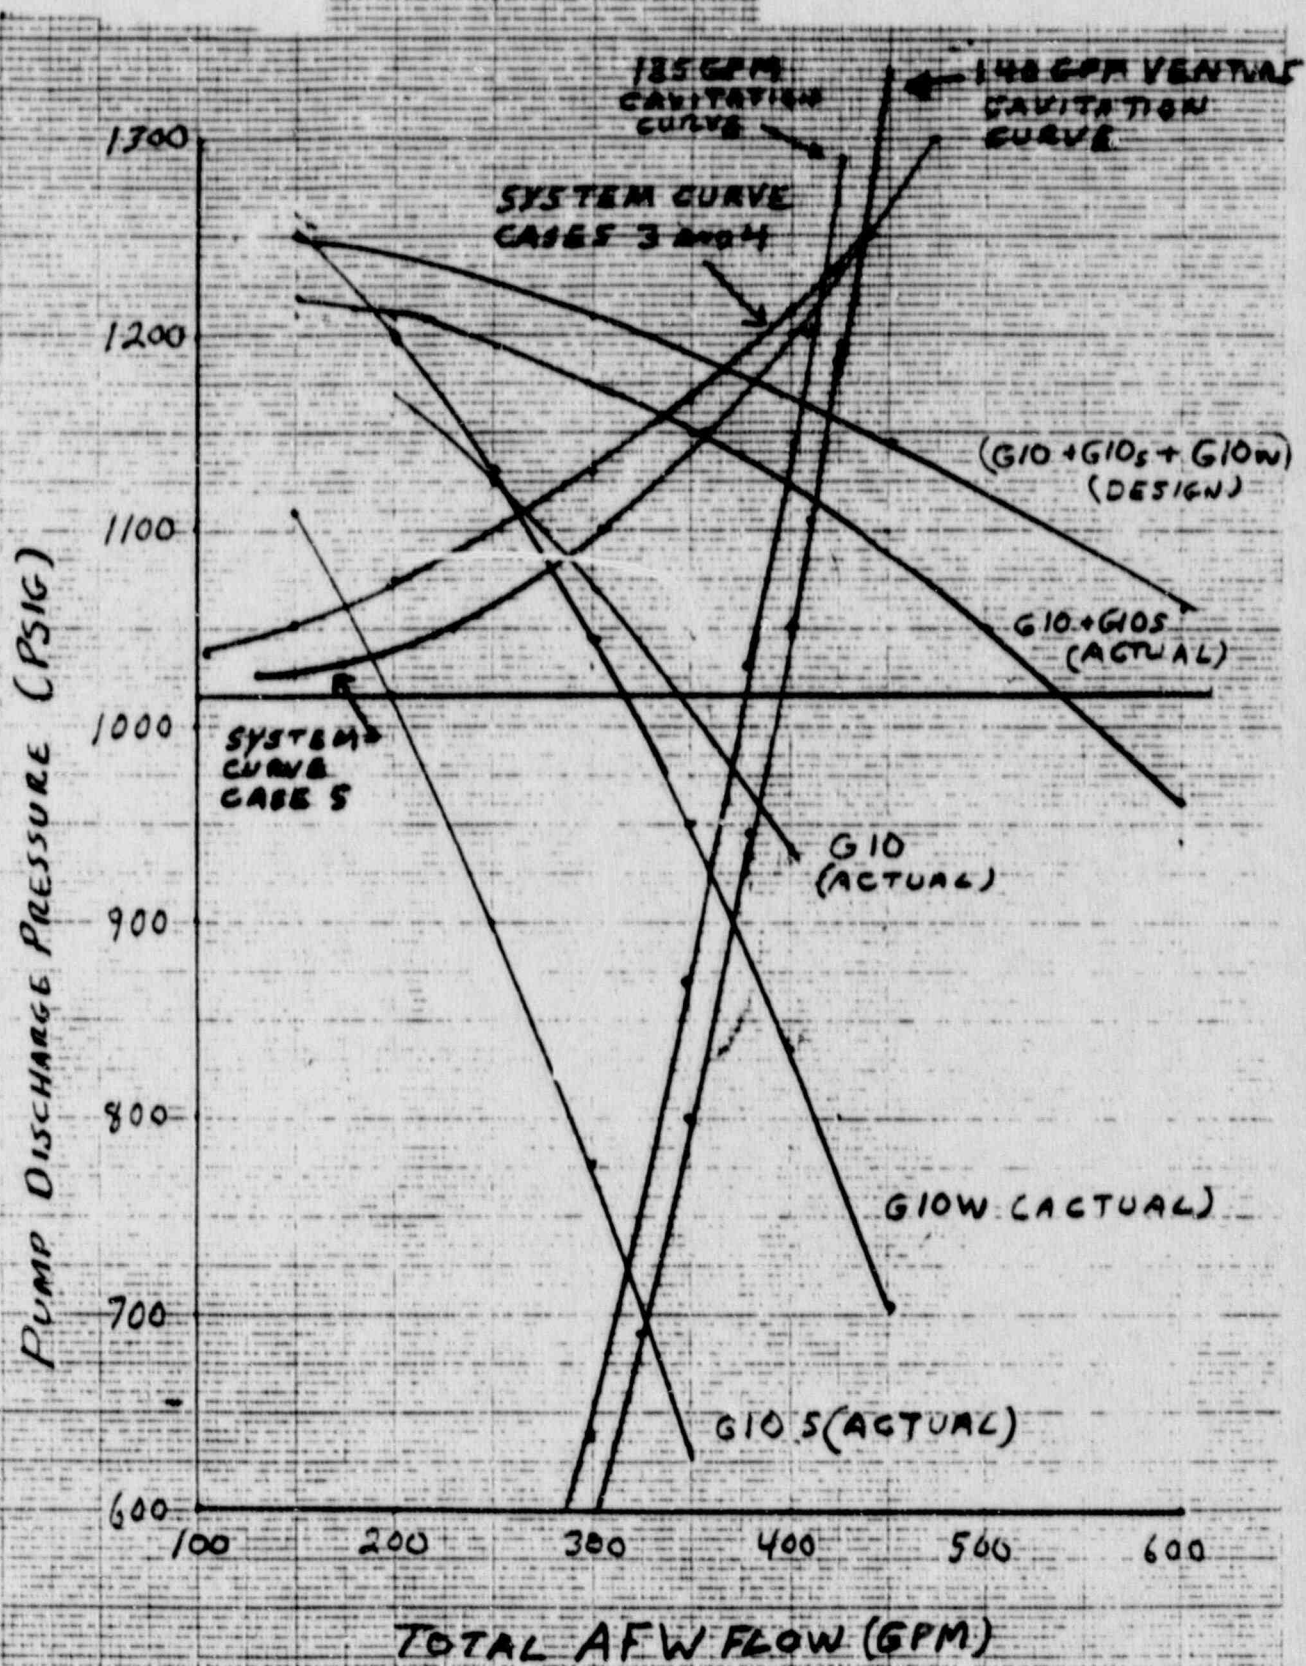 185 GPM
CAVITATION
CURVE
140 GPM VENTURI
CAVITATION
CURVE
SYSTEM CURVE
CASES 3 and 4
1300
1200
1100
1000
900
800
700
600
(G10 + G10S + G10W)
(DESIGN)
G10 + G10S
(ACTUAL)
SYSTEM
CURVE
CASE 5
G10
(ACTUAL)
G10W (ACTUAL)
G10 S (ACTUAL)
PUMP DISCHARGE PRESSURE (PSIG)
100 200 300 400 500 600
TOTAL AFW FLOW (GPM)